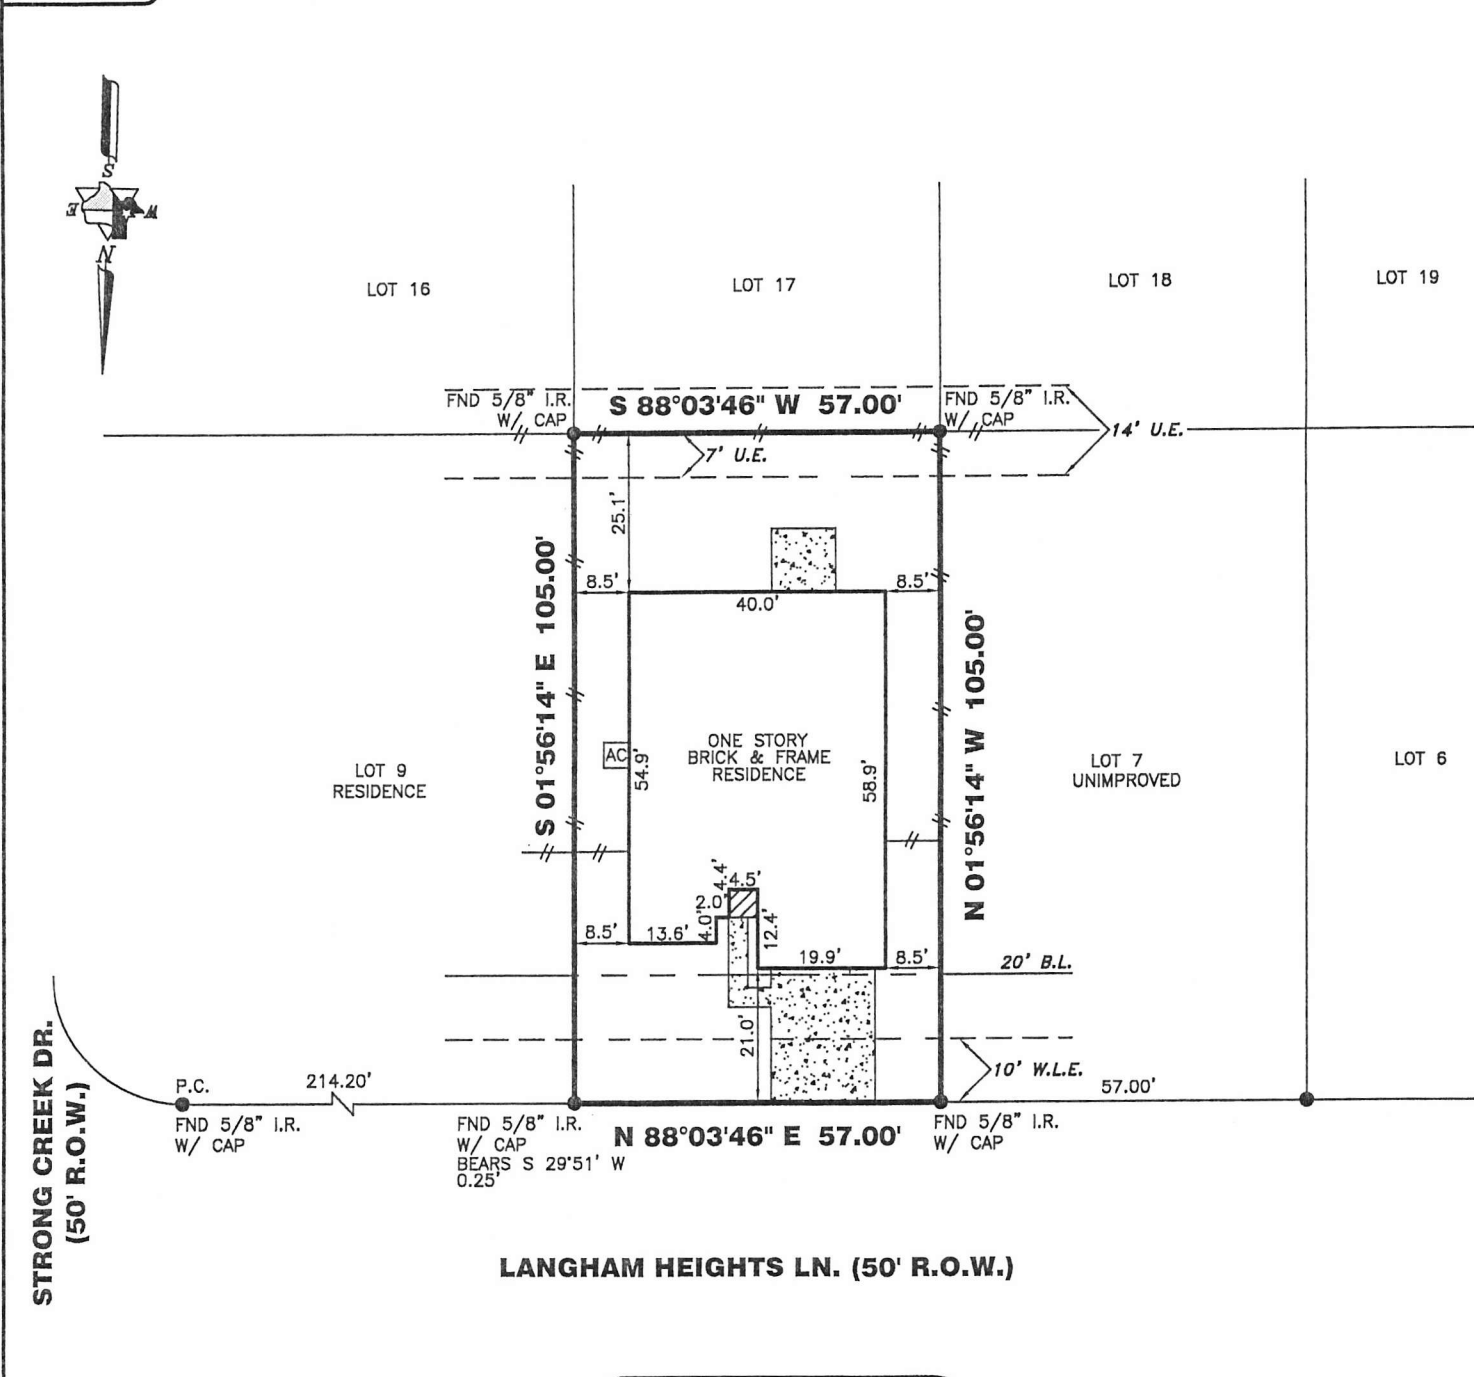 S
E W
N
LOT 16
LOT 17
LOT 18
LOT 19
FND 5/8" I.R.
W/ CAP
S 88°03'46" W 57.00'
FND 5/8" I.R.
W/ CAP
14' U.E.
7' U.E.
25.1'
8.5'
40.0'
8.5'
S 01°56'14" E 105.00'
N 01°56'14" W 105.00'
ONE STORY
BRICK & FRAME
RESIDENCE
AC
54.9'
58.9'
LOT 9
RESIDENCE
LOT 7
UNIMPROVED
LOT 6
4.4'
4.5'
2.0'
4.0'
12.4'
8.5'
13.6'
19.9'
8.5'
20' B.L.
21.0'
10' W.L.E.
57.00'
STRONG CREEK DR.
(50' R.O.W.)
P.C.
214.20'
FND 5/8" I.R.
W/ CAP
FND 5/8" I.R.
W/ CAP
BEARS S 29°51' W
0.25'
N 88°03'46" E 57.00'
FND 5/8" I.R.
W/ CAP
LANGHAM HEIGHTS LN. (50' R.O.W.)